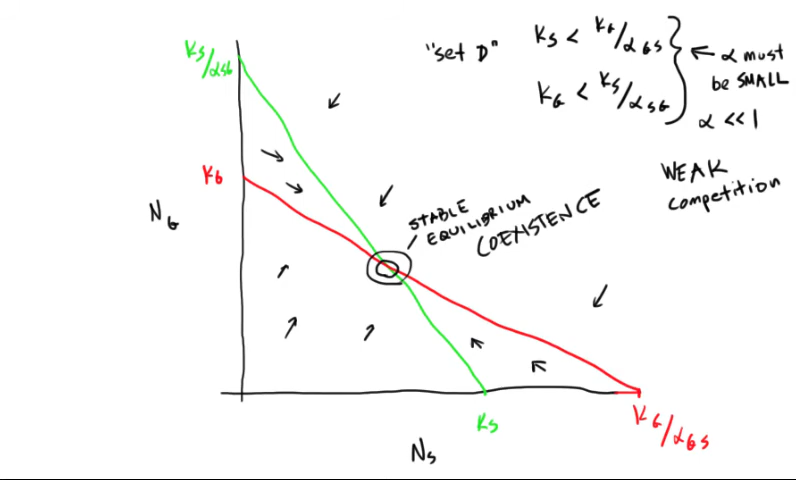 "set D"
KS < KG/αGS
KG < KS/αSG
← α must
be SMALL
α << 1
WEAK
competition
KS/αSG
KG
NG
STABLE
EQUILIBRIUM
COEXISTENCE
KS
KG/αGS
NS